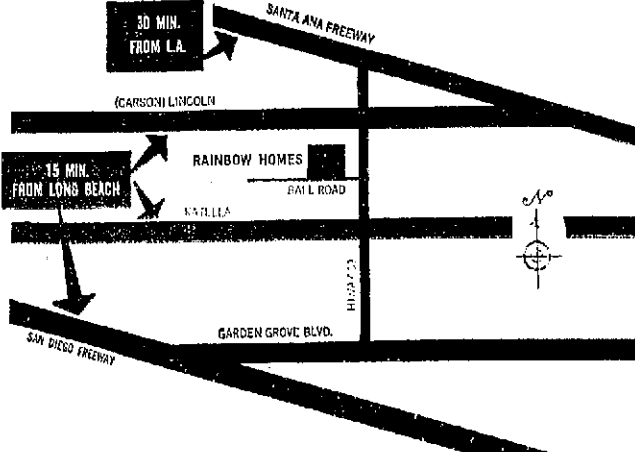 30 MIN.
FROM L.A.
SANTA ANA FREEWAY
(CARSON) LINCOLN
15 MIN.
FROM LONG BEACH
RAINBOW HOMES
BALL ROAD
KATELLA
N
GARDEN GROVE BLVD.
SAN DIEGO FREEWAY